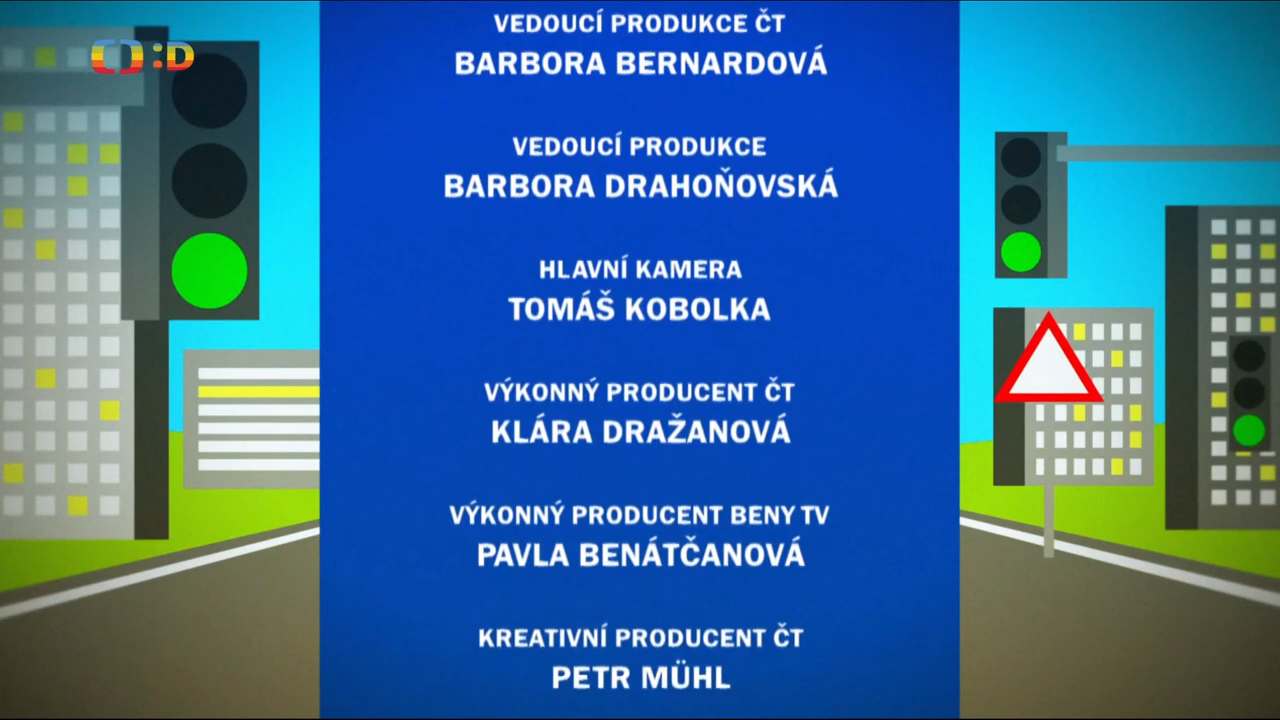 :D
VEDOUCÍ PRODUKCE ČT
BARBORA BERNARDOVÁ
VEDOUCÍ PRODUKCE
BARBORA DRAHOŇOVSKÁ
HLAVNÍ KAMERA
TOMÁŠ KOBOLKA
VÝKONNÝ PRODUCENT ČT
KLÁRA DRAŽANOVÁ
VÝKONNÝ PRODUCENT BENY TV
PAVLA BENÁTČANOVÁ
KREATIVNÍ PRODUCENT ČT
PETR MÜHL